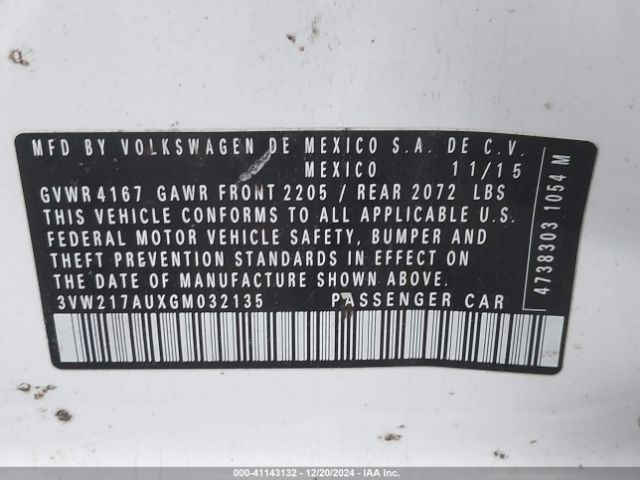 MFD BY VOLKSWAGEN DE MEXICO S.A. DE C.V.
MEXICO 11/15
GVWR 4167 GAWR FRONT 2205 / REAR 2072 LBS
THIS VEHICLE CONFORMS TO ALL APPLICABLE U.S.
FEDERAL MOTOR VEHICLE SAFETY, BUMPER AND
THEFT PREVENTION STANDARDS IN EFFECT ON
THE DATE OF MANUFACTURE SHOWN ABOVE.
3VW217AUXGM032135 PASSENGER CAR
4738303 1054 M
000-41143132 - 12/20/2024 - IAA Inc.